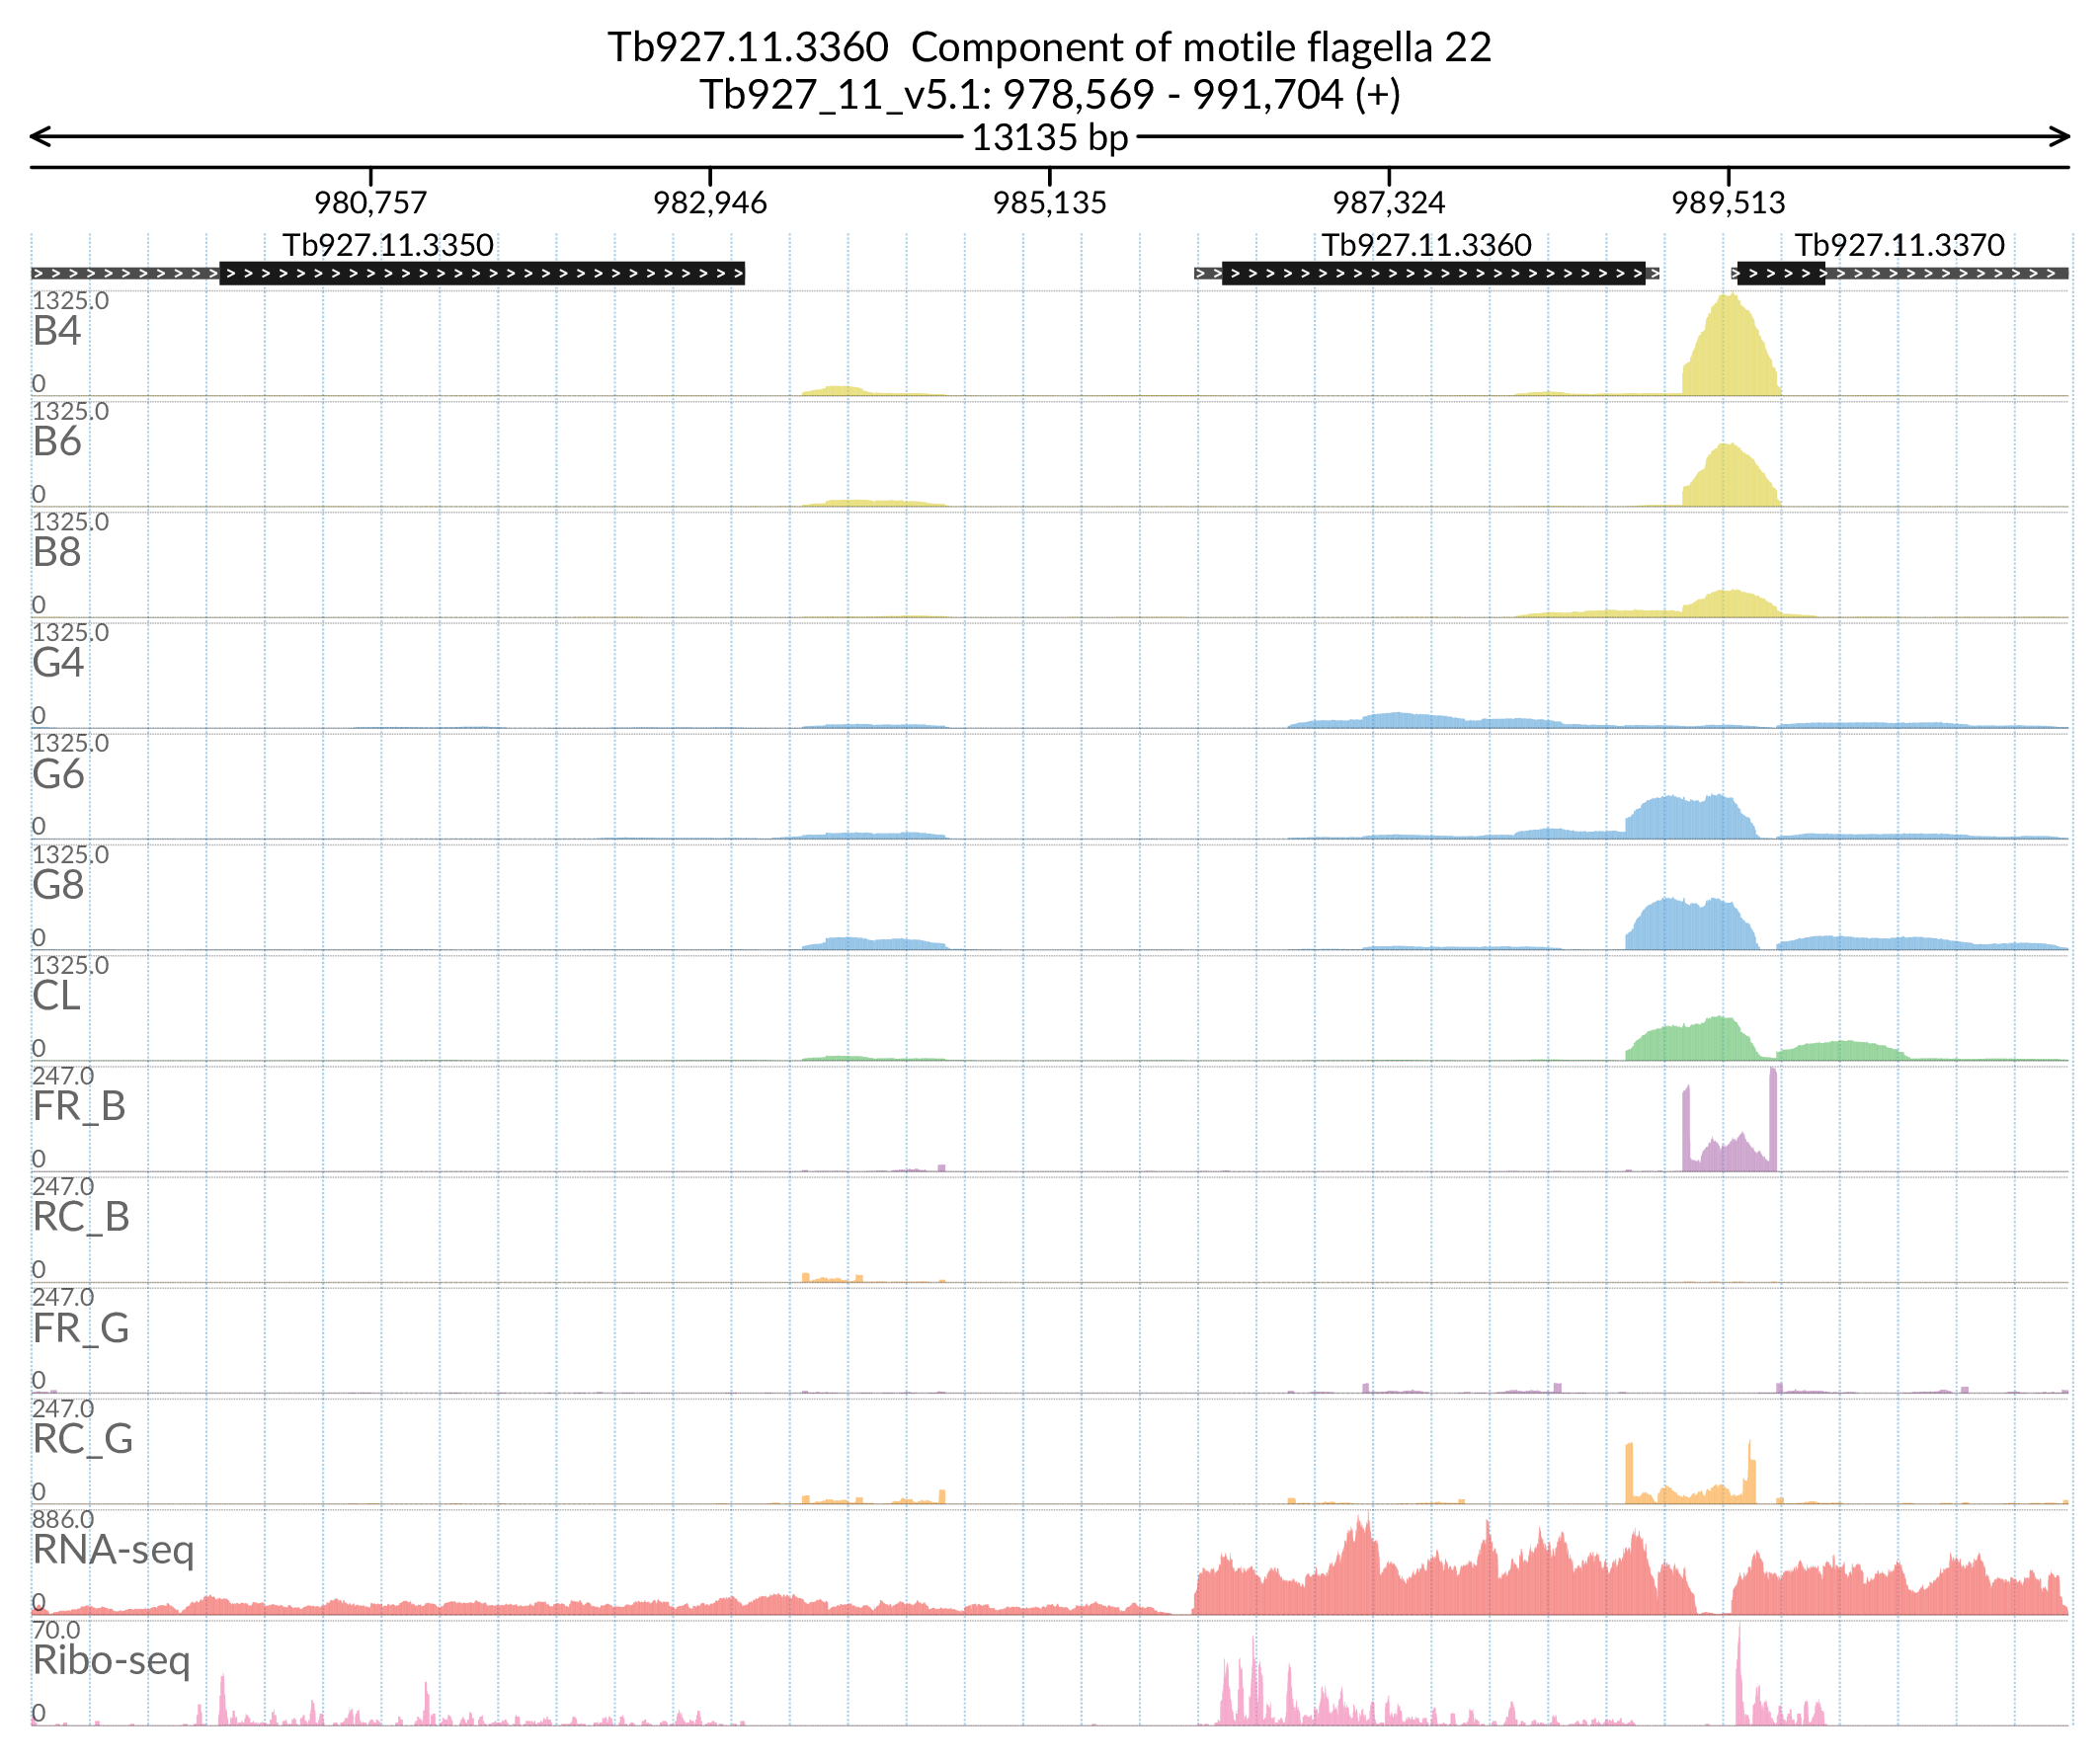 Tb927.11.3360  Component of motile flagella 22
Tb927_11_v5.1: 978,569 - 991,704 (+)
13135 bp
980,757 982,946 985,135 987,324 989,513
Tb927.11.3350 Tb927.11.3360 Tb927.11.3370
1325.0
B4
0
1325.0
B6
0
1325.0
B8
0
1325.0
G4
0
1325.0
G6
0
1325.0
G8
0
1325.0
CL
0
247.0
FR_B
0
247.0
RC_B
0
247.0
FR_G
0
247.0
RC_G
0
886.0
RNA-seq
0
70.0
Ribo-seq
0